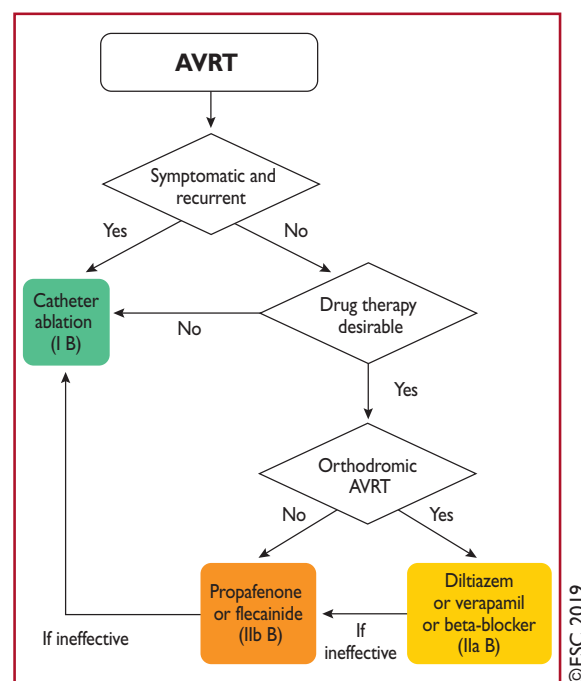 AVRT
Symptomatic and
recurrent
Yes
No
Catheter
ablation
(I B)
Drug therapy
desirable
No
Yes
Orthodromic
AVRT
No
Yes
Propafenone
or flecainide
(IIb B)
Diltiazem
or verapamil
or beta-blocker
(IIa B)
If ineffective
If
ineffective
©ESC 2019